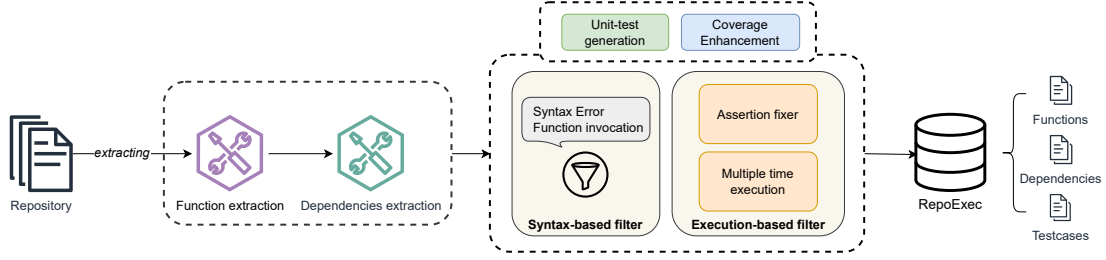 Repository
extracting
Function extraction
Dependencies extraction
Unit-test
generation
Coverage
Enhancement
Syntax Error
Function invocation
Syntax-based filter
Assertion fixer
Multiple time
execution
Execution-based filter
RepoExec
Functions
Dependencies
Testcases